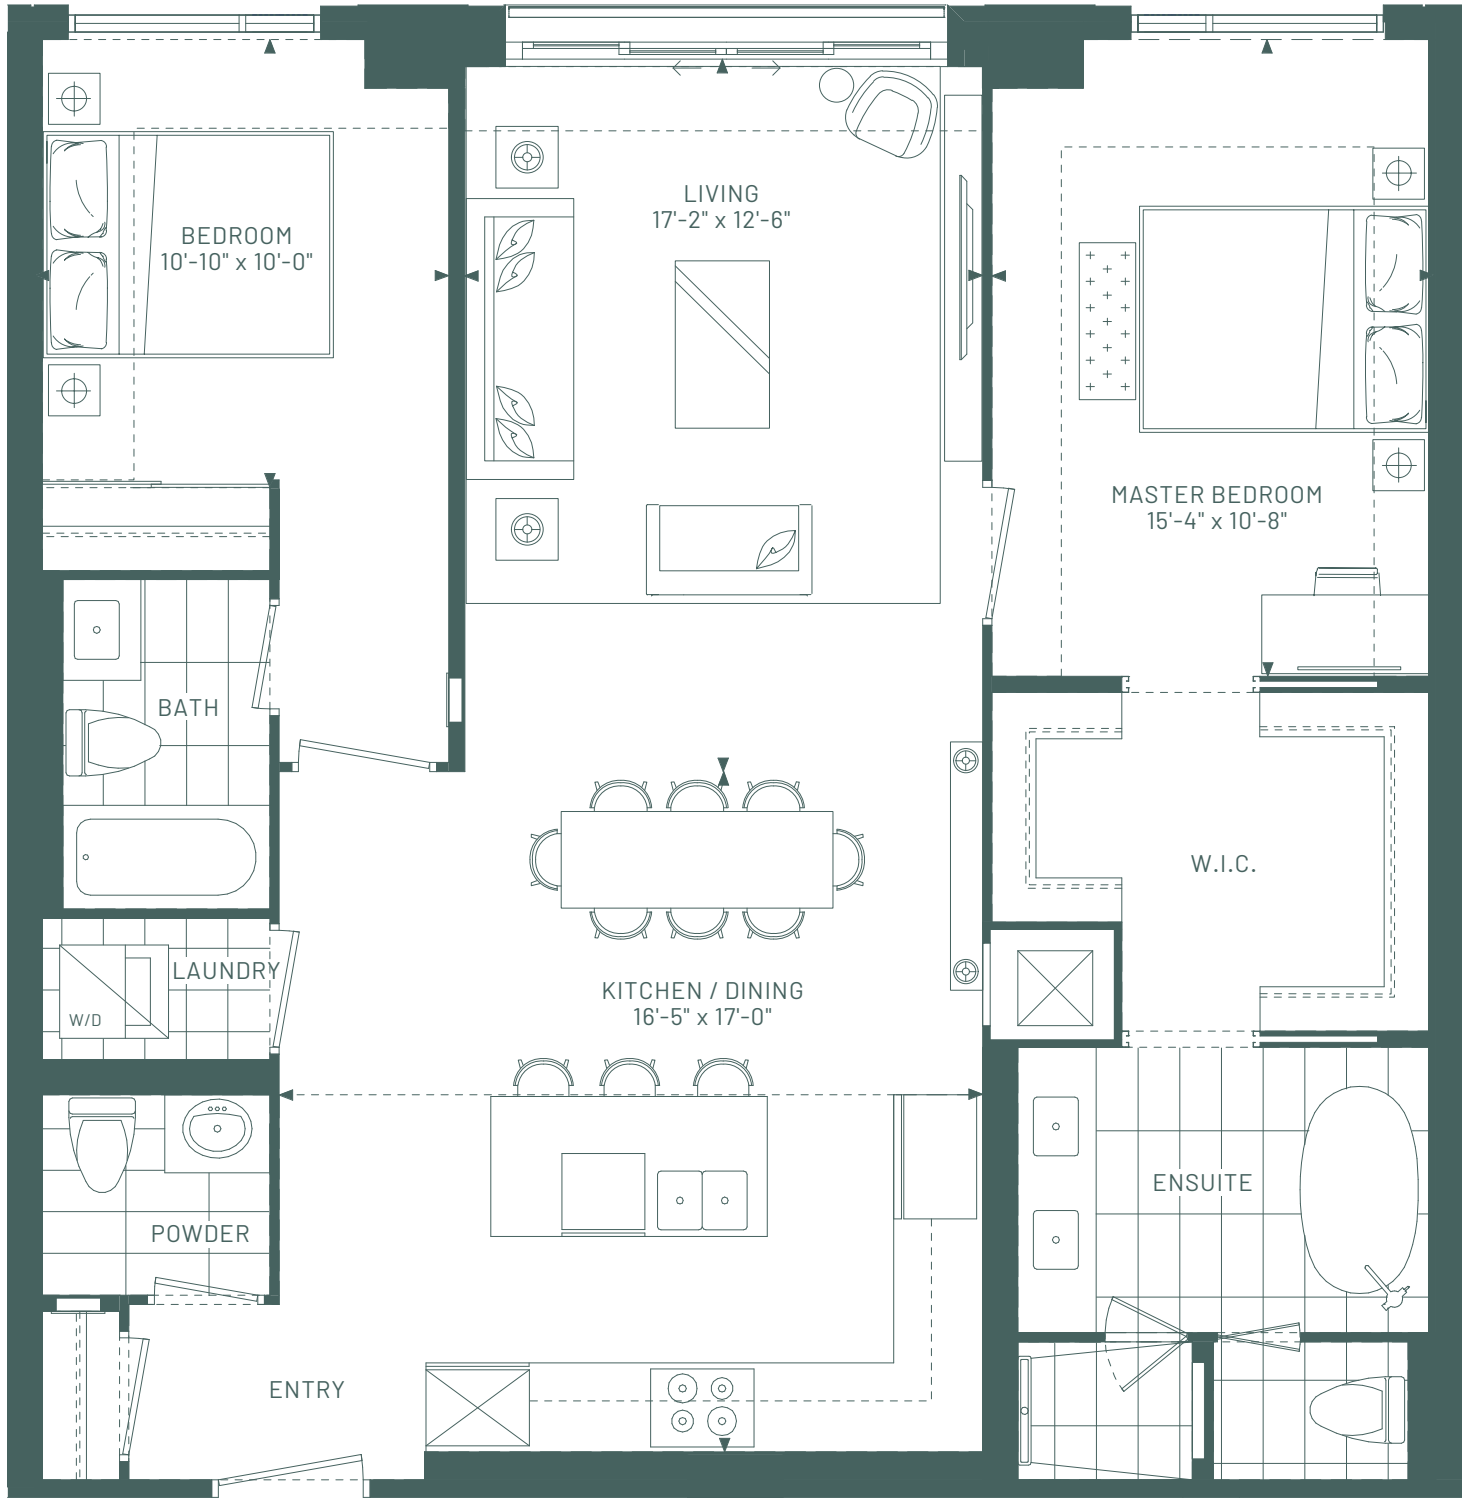 LIVING
17'-2" x 12'-6"
BEDROOM
10'-10" x 10'-0"
MASTER BEDROOM
15'-4" x 10'-8"
BATH
W.I.C.
LAUNDRY
W/D
KITCHEN / DINING
16'-5" x 17'-0"
ENSUITE
POWDER
ENTRY